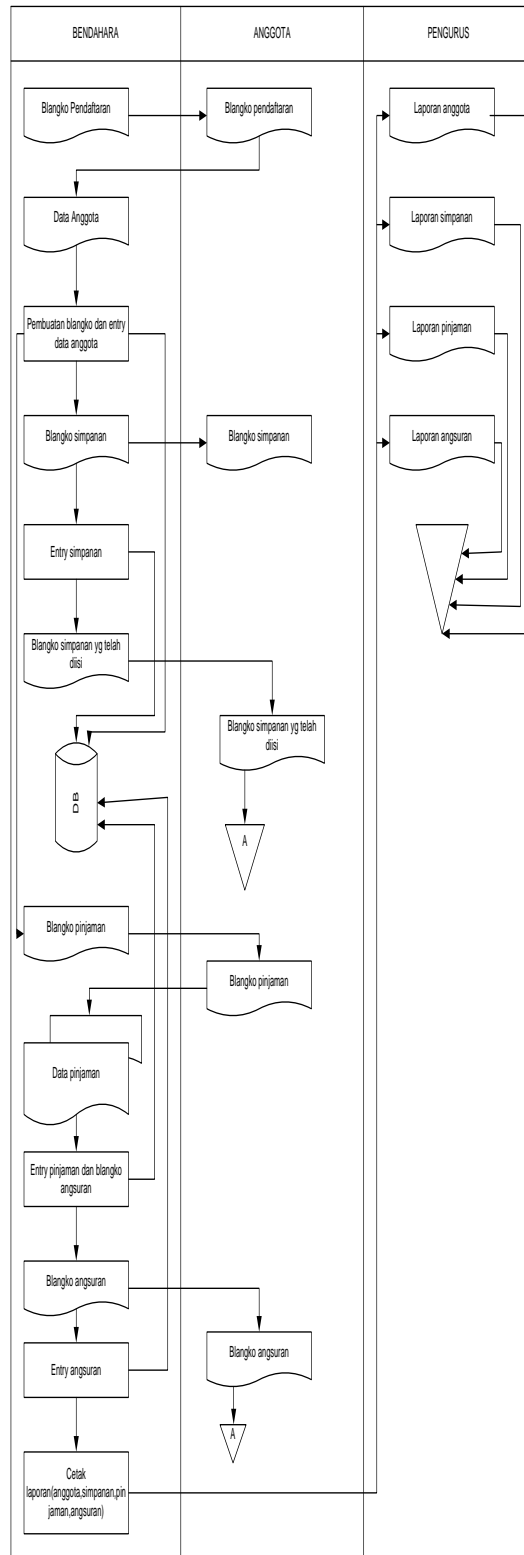 BENDAHARA
ANGGOTA
PENGURUS
Blangko Pendaftaran
Blangko pendaftaran
Laporan anggota
Data Anggota
Laporan simpanan
Pembuatan blangko dan entry
data anggota
Laporan pinjaman
Blangko simpanan
Blangko simpanan
Laporan angsuran
Entry simpanan
Blangko simpanan yg telah
diisi
Blangko simpanan yg telah
diisi
DB
A
Blangko pinjaman
Blangko pinjaman
Data pinjaman
Entry pinjaman dan blangko
angsuran
Blangko angsuran
Blangko angsuran
Entry angsuran
A
Cetak
laporan(anggota,simpanan,pin
jaman,angsuran)